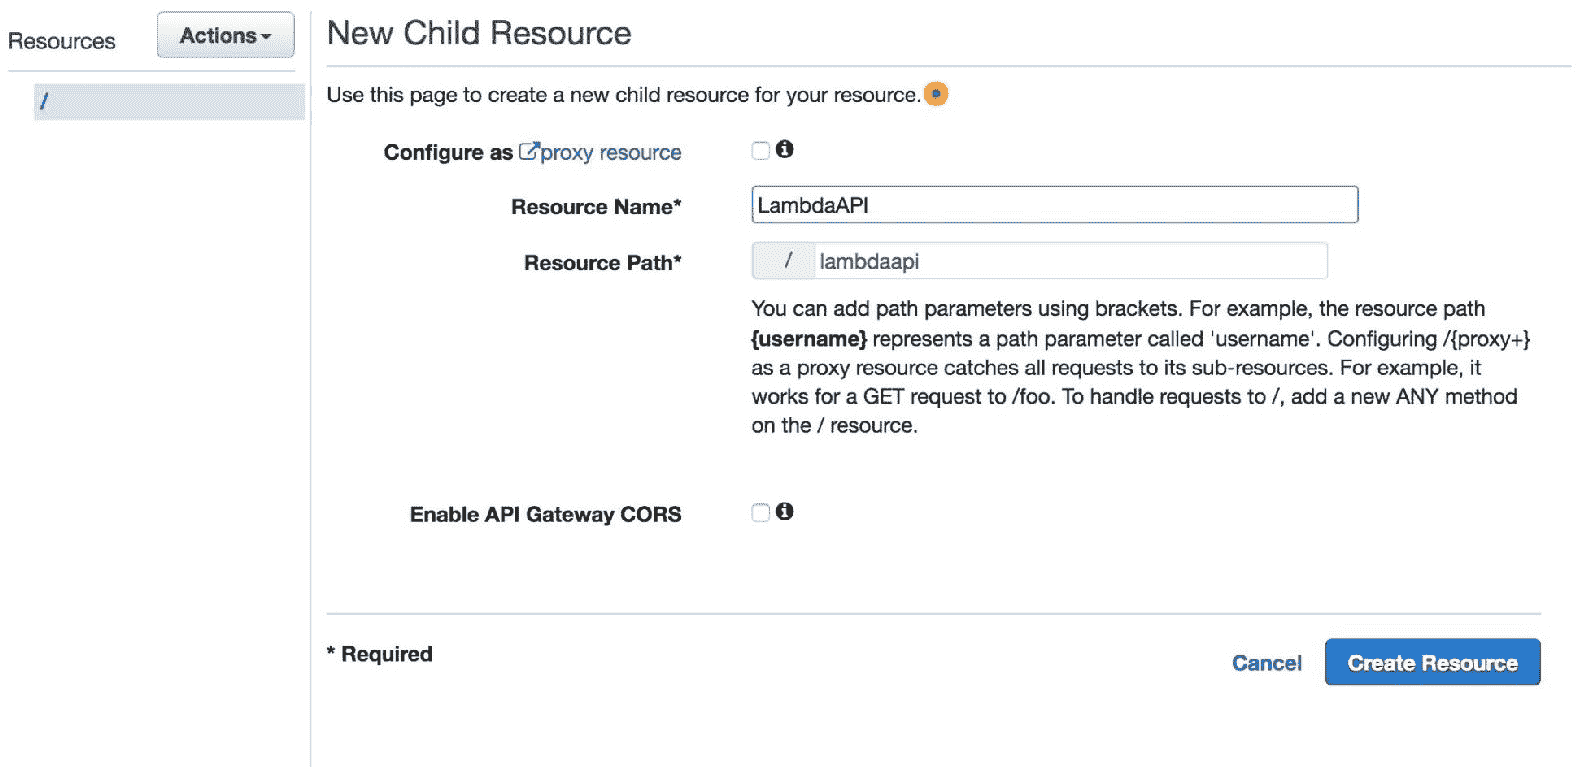 Resources
Actions
/
New Child Resource
Use this page to create a new child resource for your resource.
Configure as proxy resource
Resource Name*
LambdaAPI
Resource Path*
/ lambdaapi
You can add path parameters using brackets. For example, the resource path
{username} represents a path parameter called 'username'. Configuring /{proxy+}
as a proxy resource catches all requests to its sub-resources. For example, it
works for a GET request to /foo. To handle requests to /, add a new ANY method
on the / resource.
Enable API Gateway CORS
* Required
Cancel
Create Resource